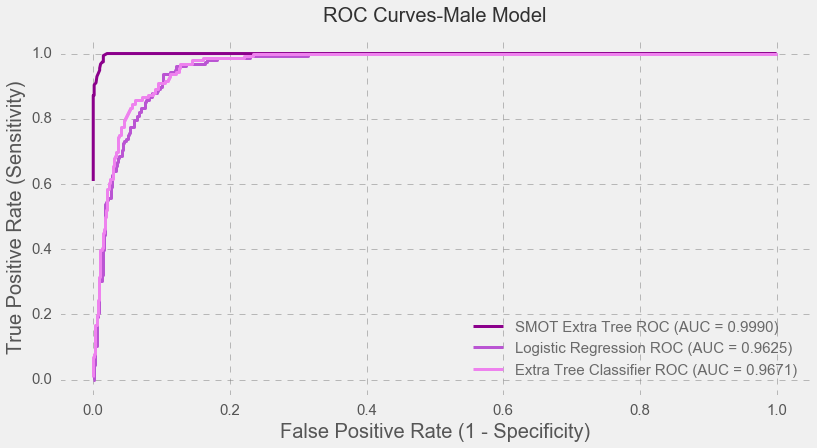 ROC Curves-Male Model
True Positive Rate (Sensitivity)
1.0
0.8
0.6
0.4
0.2
0.0
SMOT Extra Tree ROC (AUC = 0.9990)
Logistic Regression ROC (AUC = 0.9625)
Extra Tree Classifier ROC (AUC = 0.9671)
0.0 0.2 0.4 0.6 0.8 1.0
False Positive Rate (1 - Specificity)